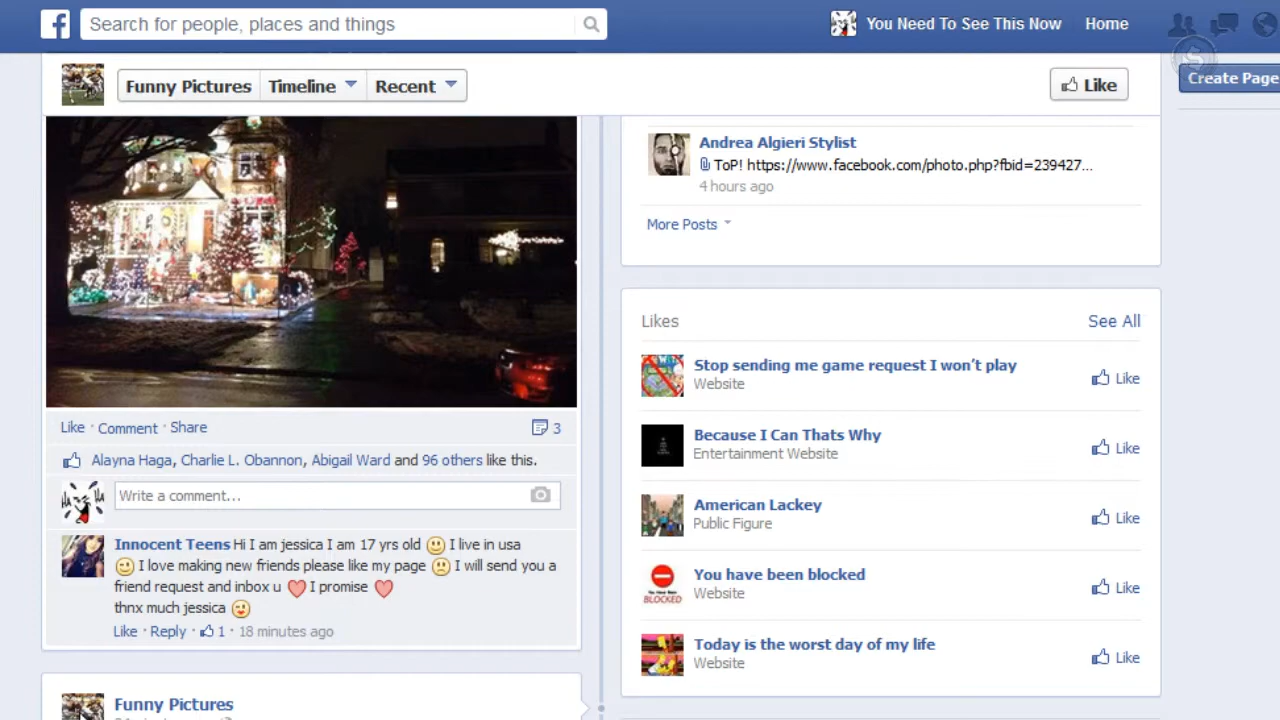 Search for people, places and things
You Need To See This Now
Home
Funny Pictures
Timeline
Recent
Like
Create Page
Andrea Algieri Stylist
ToP! https://www.facebook.com/photo.php?fbid=239427...
4 hours ago
More Posts
Like · Comment · Share
3
Alayna Haga, Charlie L. Obannon, Abigail Ward and 96 others like this.
Write a comment...
Innocent Teens Hi I am jessica I am 17 yrs old I live in usa
I love making new friends please like my page I will send you a
friend request and inbox u I promise
thnx much jessica
Like · Reply · 1 · 18 minutes ago
Funny Pictures
Likes
See All
Stop sending me game request I won't play
Website
Like
Because I Can Thats Why
Entertainment Website
Like
American Lackey
Public Figure
Like
You have been blocked
Website
BLOCKED
Like
Today is the worst day of my life
Website
Like